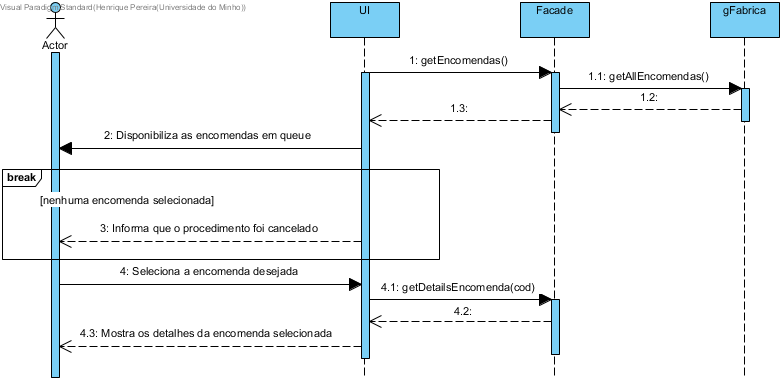 Visual Paradigm Standard(Henrique Pereira(Universidade do Minho))
UI
Facade
gFabrica
Actor
1: getEncomendas()
1.1: getAllEncomendas()
1.2:
1.3:
2: Disponibiliza as encomendas em queue
break
[nenhuma encomenda selecionada]
3: Informa que o procedimento foi cancelado
4: Seleciona a encomenda desejada
4.1: getDetailsEncomenda(cod)
4.2:
4.3: Mostra os detalhes da encomenda selecionada